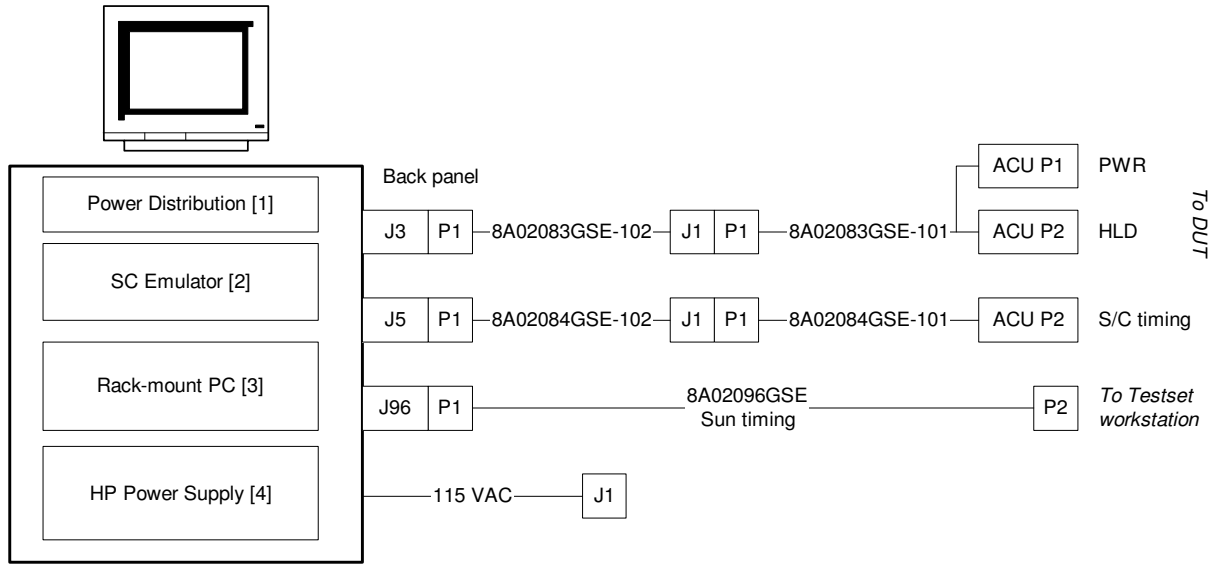 Back panel
Power Distribution [1]
SC Emulator [2]
Rack-mount PC [3]
HP Power Supply [4]
ACU P1 PWR
J3 P1 8A02083GSE-102 J1 P1 8A02083GSE-101 ACU P2 HLD
To DUT
J5 P1 8A02084GSE-102 J1 P1 8A02084GSE-101 ACU P2 S/C timing
J96 P1 8A02096GSE P2 To Testset
Sun timing workstation
115 VAC J1